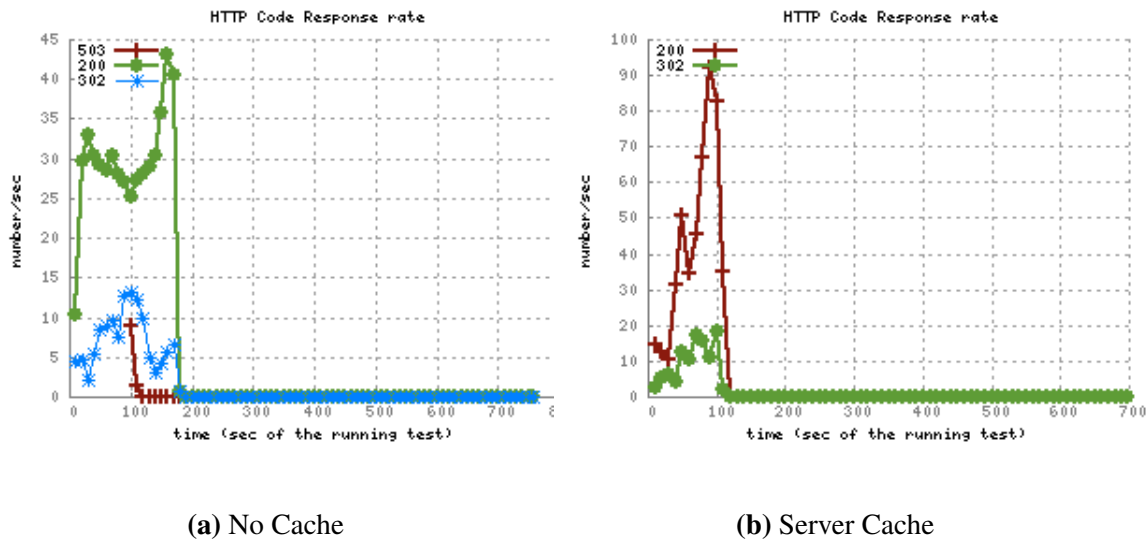 HTTP Code Response rate
503
200
302
45
40
35
30
25
20
15
10
5
0
number/sec
0 100 200 300 400 500 600 700 8
time (sec of the running test)
(a) No Cache
HTTP Code Response rate
200
302
100
90
80
70
60
50
40
30
20
10
0
number/sec
0 100 200 300 400 500 600 700
time (sec of the running test)
(b) Server Cache